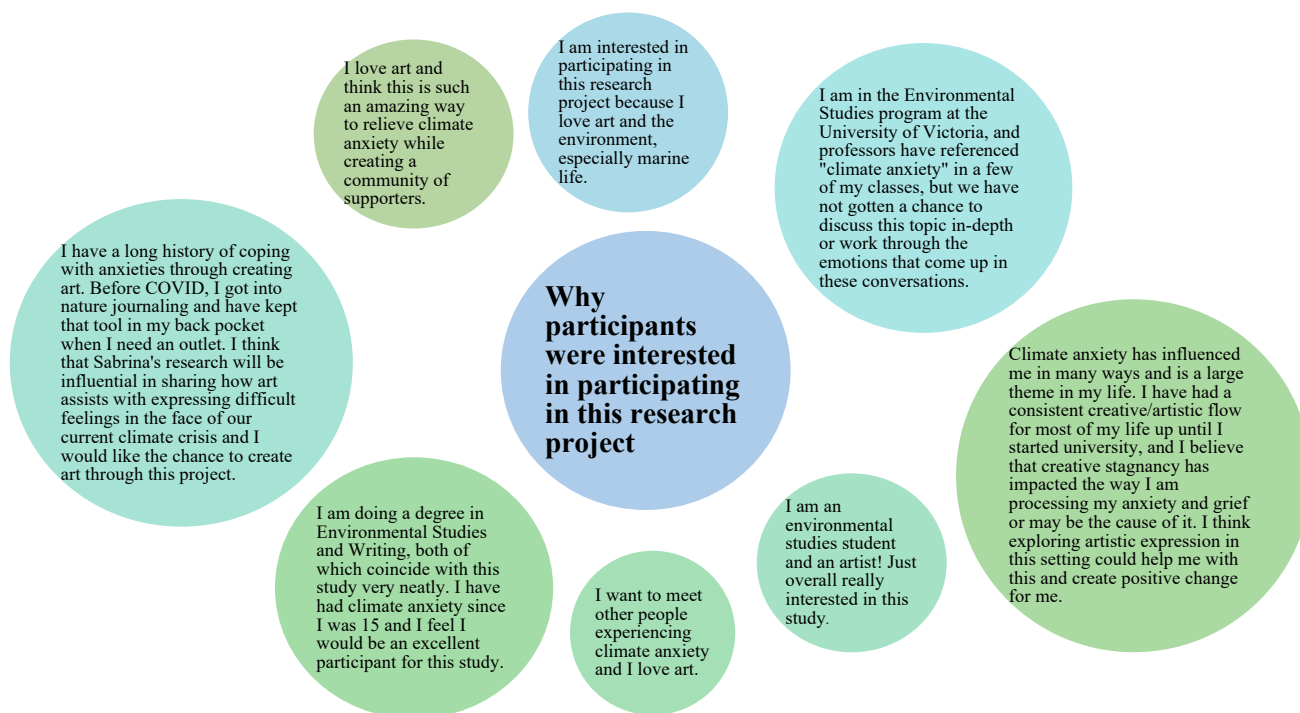 I love art and
think this is such
an amazing way
to relieve climate
anxiety while
creating a
community of
supporters.
I am interested in
participating in
this research
project because I
love art and the
environment,
especially marine
life.
I am in the Environmental
Studies program at the
University of Victoria, and
professors have referenced
"climate anxiety" in a few
of my classes, but we have
not gotten a chance to
discuss this topic in-depth
or work through the
emotions that come up in
these conversations.
I have a long history of coping
with anxieties through creating
art. Before COVID, I got into
nature journaling and have kept
that tool in my back pocket
when I need an outlet. I think
that Sabrina's research will be
influential in sharing how art
assists with expressing difficult
feelings in the face of our
current climate crisis and I
would like the chance to create
art through this project.
Why
participants
were interested
in participating
in this research
project
Climate anxiety has influenced
me in many ways and is a large
theme in my life. I have had a
consistent creative/artistic flow
for most of my life up until I
started university, and I believe
that creative stagnancy has
impacted the way I am
processing my anxiety and grief
or may be the cause of it. I think
exploring artistic expression in
this setting could help me with
this and create positive change
for me.
I am doing a degree in
Environmental Studies
and Writing, both of
which coincide with this
study very neatly. I have
had climate anxiety since
I was 15 and I feel I
would be an excellent
participant for this study.
I want to meet
other people
experiencing
climate anxiety
and I love art.
I am an
environmental
studies student
and an artist! Just
overall really
interested in this
study.